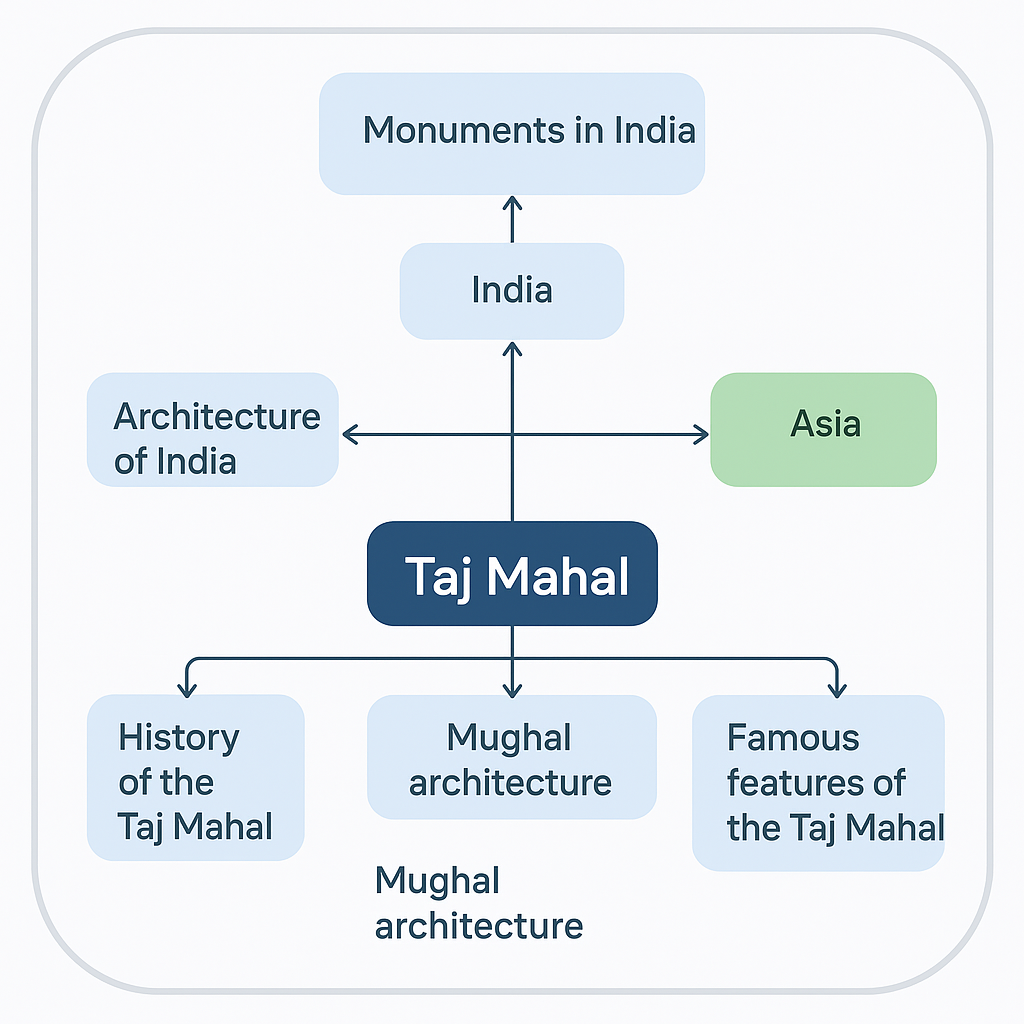 Monuments in India
India
Architecture
of India
Asia
Taj Mahal
History
of the
Taj Mahal
Mughal
architecture
Famous
features of
the Taj Mahal
Mughal
architecture